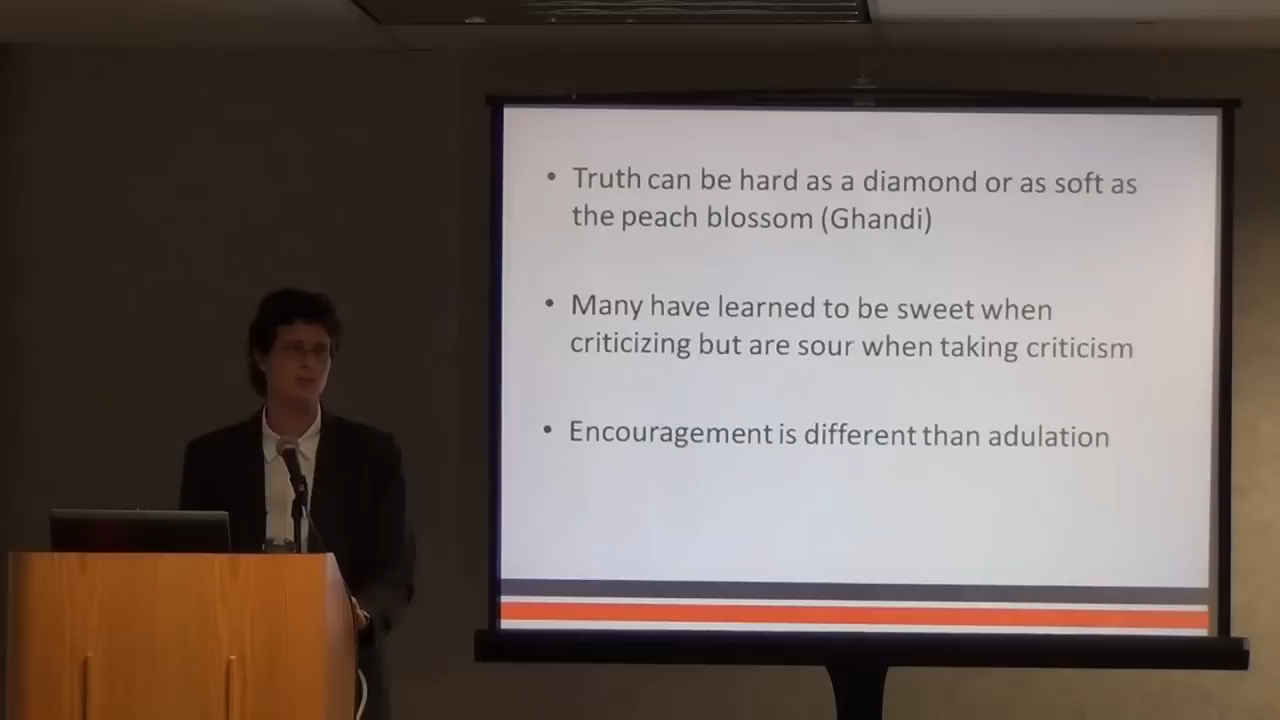 • Truth can be hard as a diamond or as soft as
the peach blossom (Ghandi)
• Many have learned to be sweet when
criticizing but are sour when taking criticism
• Encouragement is different than adulation